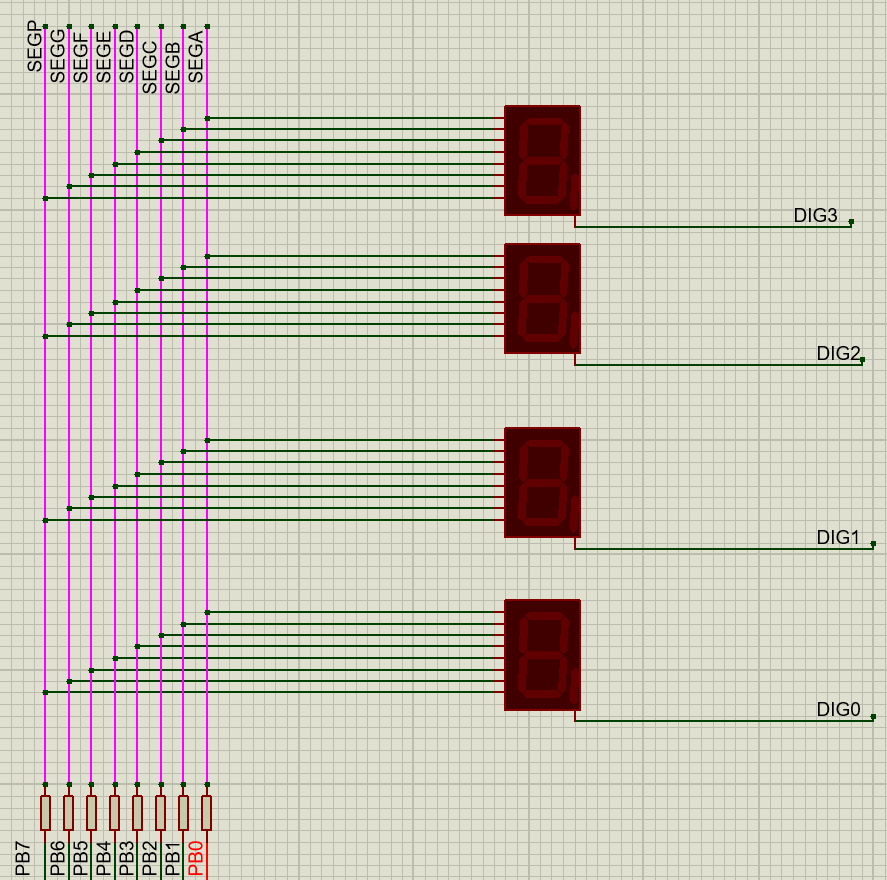 SEGP
SEGG
SEGF
SEGE
SEGD
SEGC
SEGB
SEGA
DIG3
DIG2
DIG1
DIG0
PB7
PB6
PB5
PB4
PB3
PB2
PB1
PB0